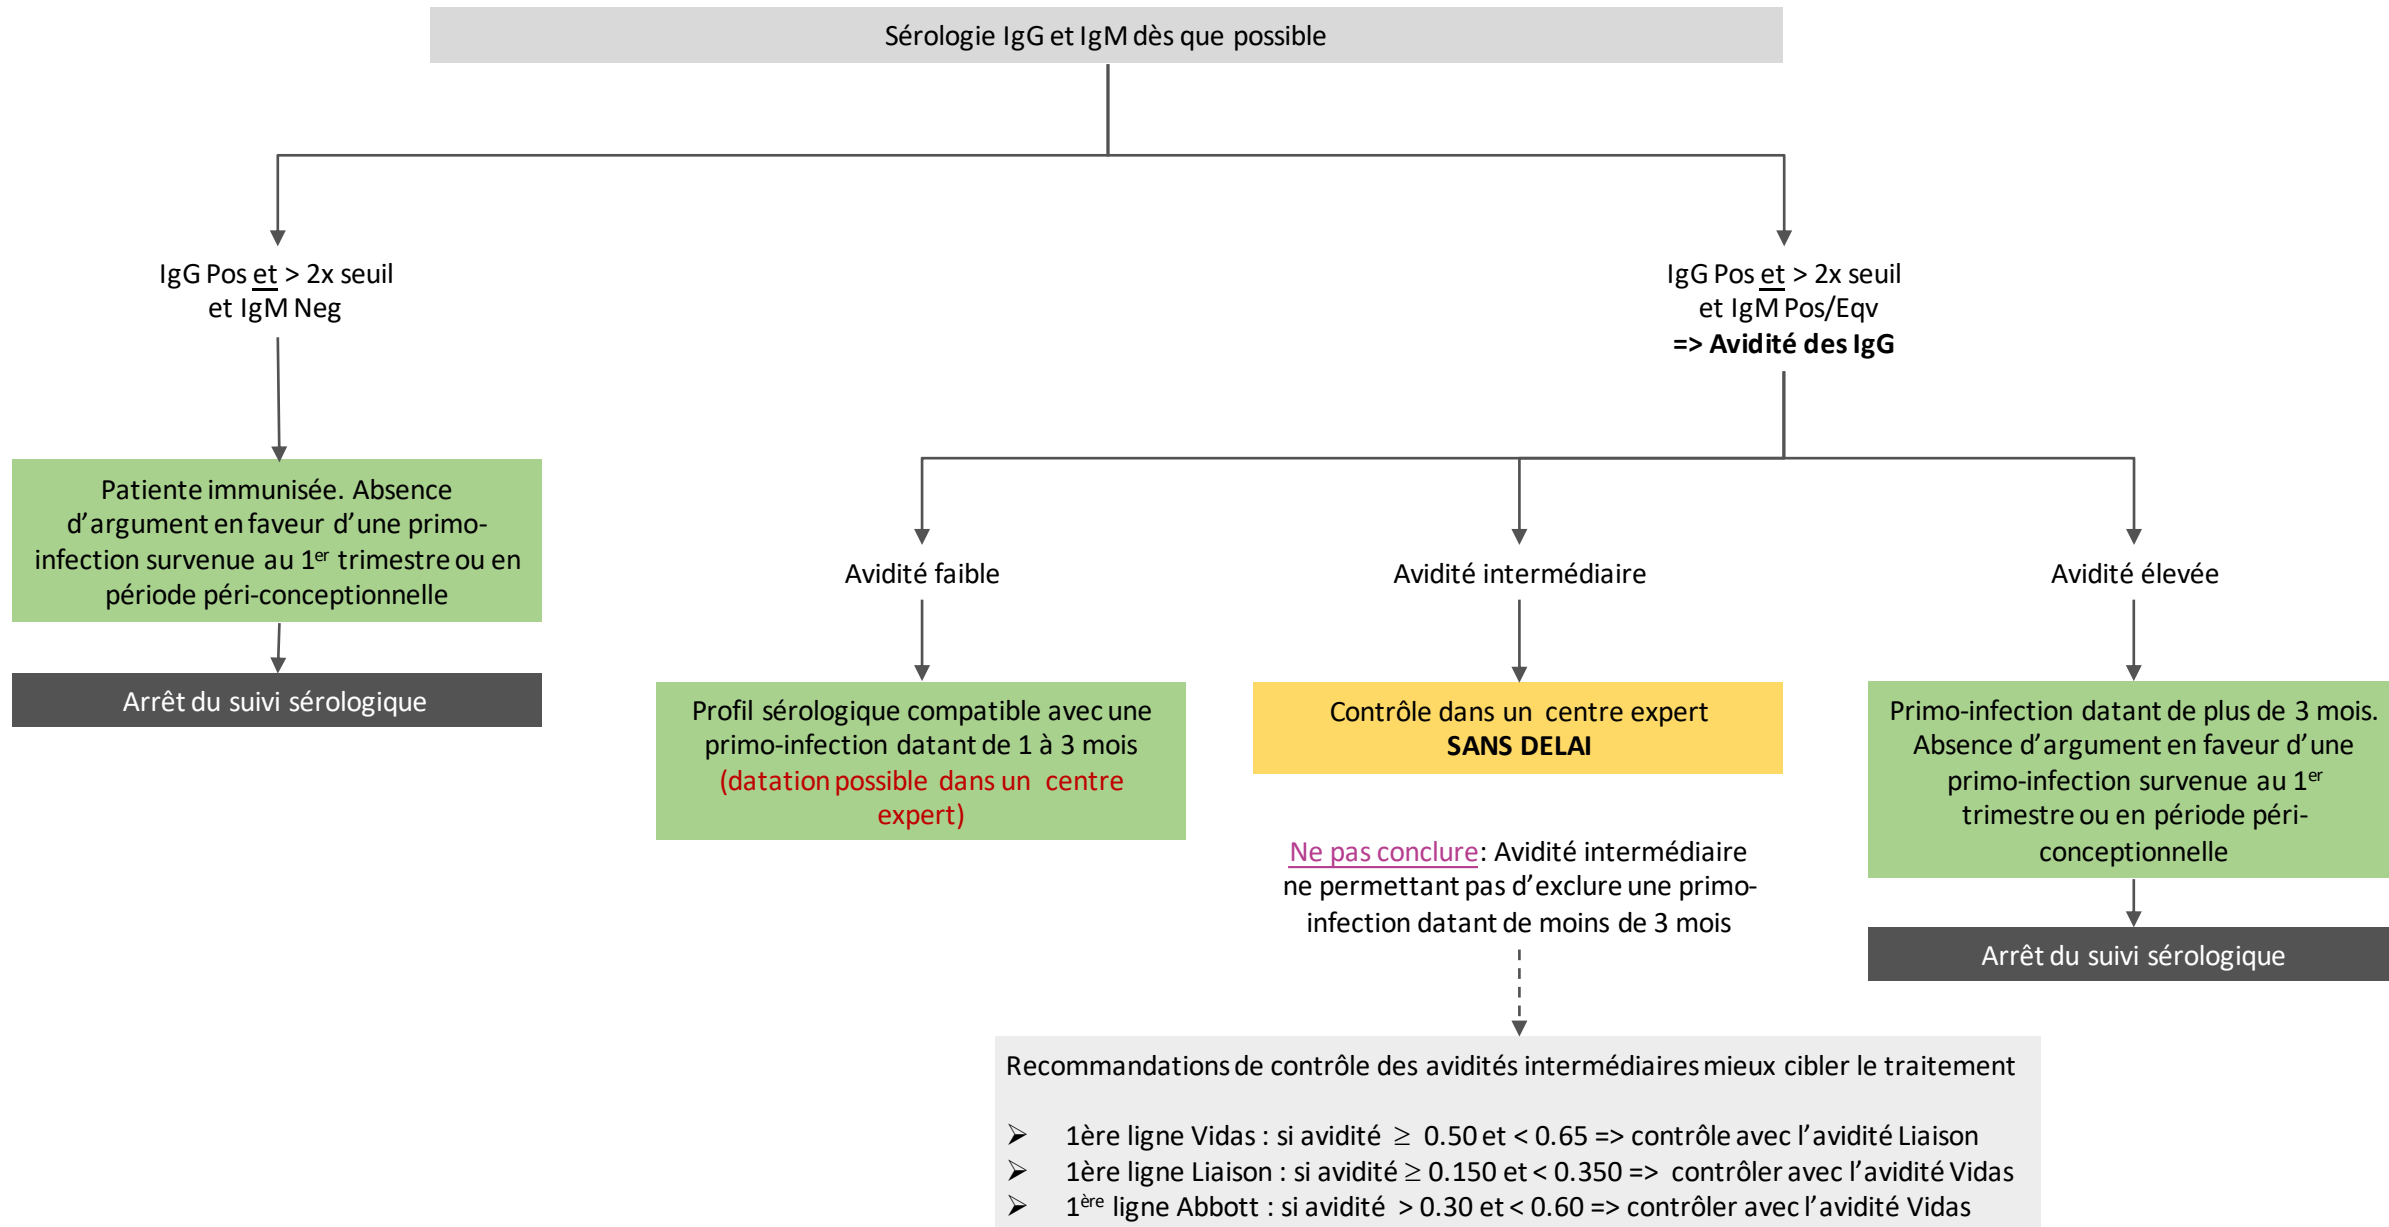 Sérologie IgG et IgM dès que possible
IgG Pos et > 2x seuil
et IgM Neg
IgG Pos et > 2x seuil
et IgM Pos/Eqv
=> Avidité des IgG
Patiente immunisée. Absence
d'argument en faveur d'une primo-
infection survenue au 1er trimestre ou en
période péri-conceptionnelle
Arrêt du suivi sérologique
Avidité faible
Avidité intermédiaire
Avidité élevée
Profil sérologique compatible avec une
primo-infection datant de 1 à 3 mois
(datation possible dans un centre
expert)
Contrôle dans un centre expert
SANS DELAI
Ne pas conclure: Avidité intermédiaire
ne permettant pas d'exclure une primo-
infection datant de moins de 3 mois
Primo-infection datant de plus de 3 mois.
Absence d'argument en faveur d'une
primo-infection survenue au 1er
trimestre ou en période péri-
conceptionnelle
Arrêt du suivi sérologique
Recommandations de contrôle des avidités intermédiaires mieux cibler le traitement
➢ 1ère ligne Vidas : si avidité ≥ 0.50 et < 0.65 => contrôle avec l'avidité Liaison
➢ 1ère ligne Liaison : si avidité ≥ 0.150 et < 0.350 => contrôler avec l'avidité Vidas
➢ 1ère ligne Abbott : si avidité > 0.30 et < 0.60 => contrôler avec l'avidité Vidas